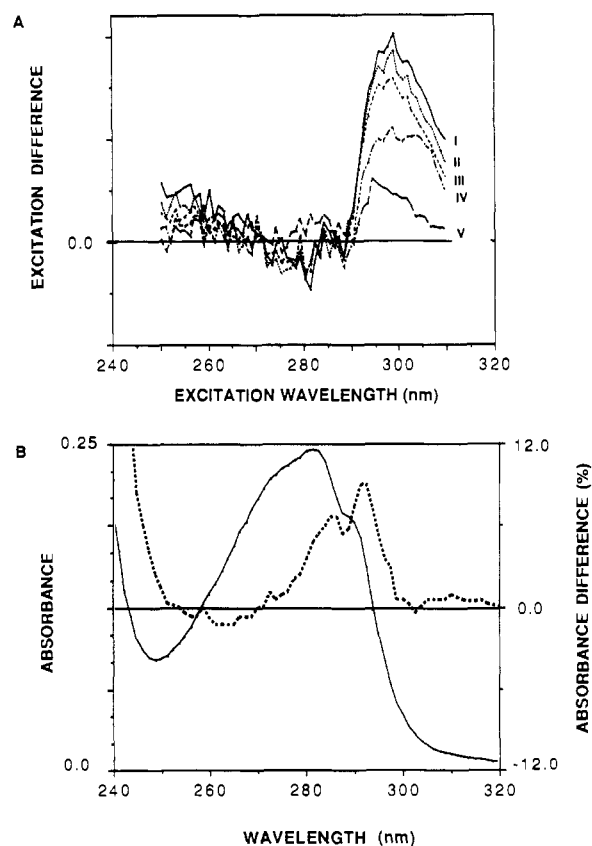 A
EXCITATION DIFFERENCE
0.0
I
II
III
IV
V
240 260 280 300 320
EXCITATION WAVELENGTH (nm)
B
0.25
12.0
ABSORBANCE
0.0
ABSORBANCE DIFFERENCE (%)
0.0
-12.0
240 260 280 300 320
WAVELENGTH (nm)